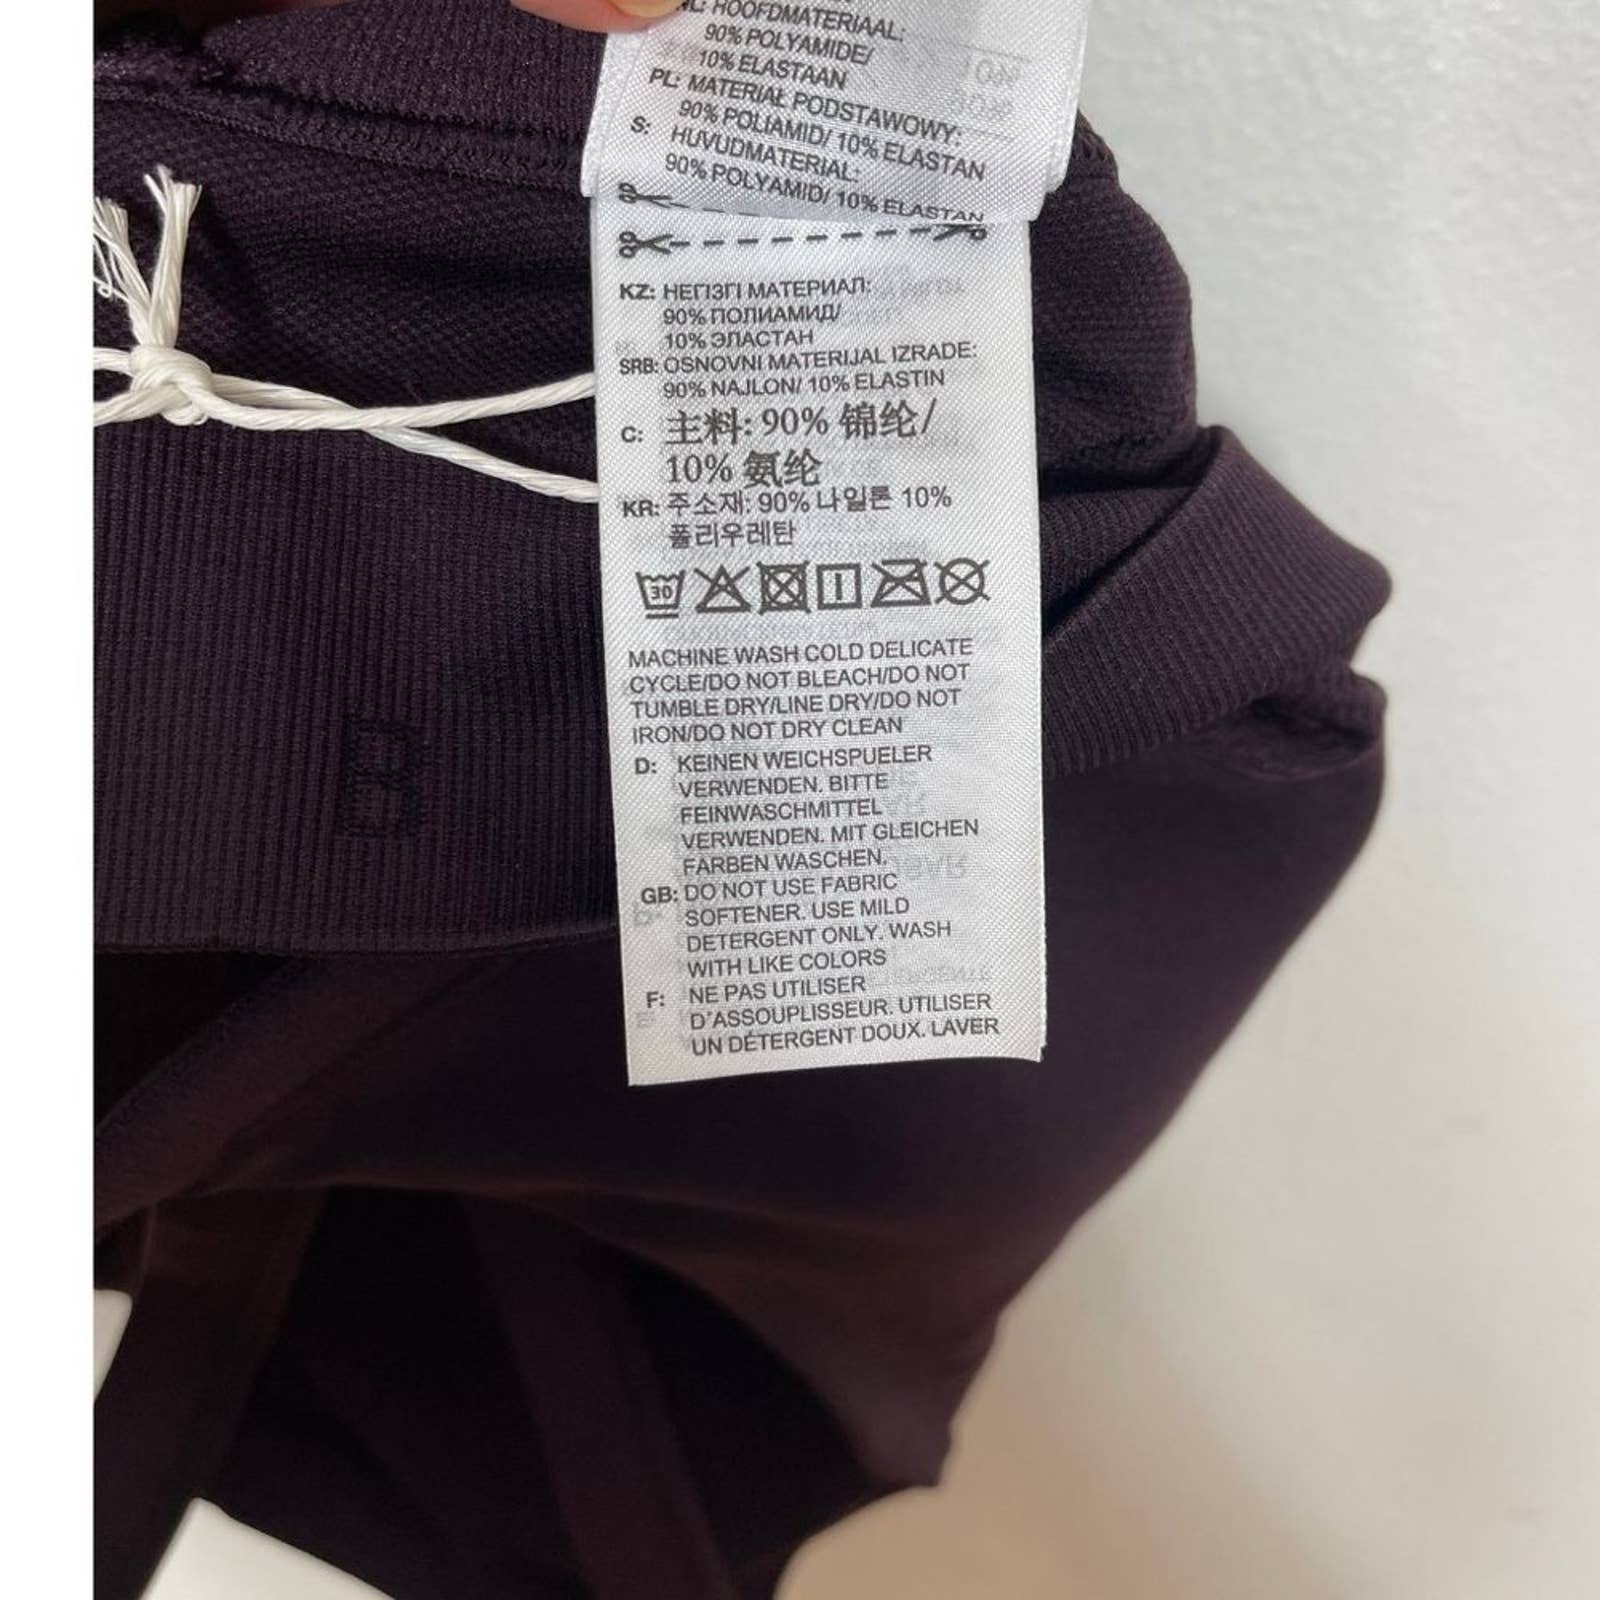 NL: HOOFDMATERIAAL:
90% POLYAMIDE/
10% ELASTAAN
PL: MATERIAŁ PODSTAWOWY:
90% POLIAMID/ 10% ELASTAN
S: HUVUDMATERIAL:
90% POLYAMID/ 10% ELASTAN
KZ: НЕГІЗГІ МАТЕРИАЛ:
90% ПОЛИАМИД/
10% ЭЛАСТАН
SRB: OSNOVNI MATERIJAL IZRADE:
90% NAJLON/ 10% ELASTIN
C: 主料: 90% 锦纶/
10% 氨纶
KR: 주소재: 90% 나일론 10%
폴리우레탄
30
MACHINE WASH COLD DELICATE
CYCLE/DO NOT BLEACH/DO NOT
TUMBLE DRY/LINE DRY/DO NOT
IRON/DO NOT DRY CLEAN
D: KEINEN WEICHSPUELER
VERWENDEN. BITTE
FEINWASCHMITTEL
VERWENDEN. MIT GLEICHEN
FARBEN WASCHEN.
GB: DO NOT USE FABRIC
SOFTENER. USE MILD
DETERGENT ONLY. WASH
WITH LIKE COLORS
F: NE PAS UTILISER
D'ASSOUPLISSEUR. UTILISER
UN DÉTERGENT DOUX. LAVER